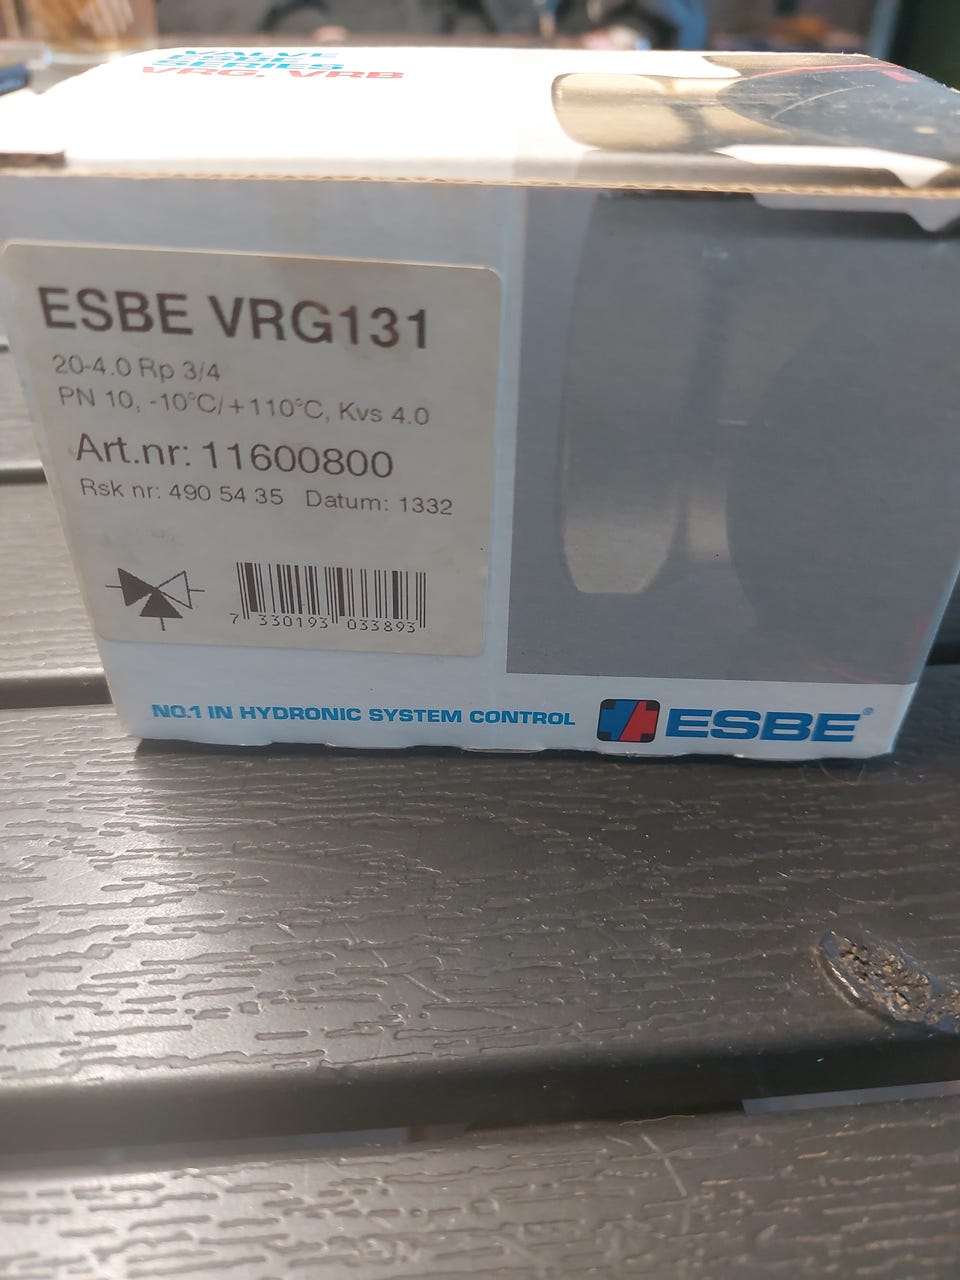 VALVE
ESBE
SERIES
VRG, VRB
ESBE VRG131
20-4.0 Rp 3/4
PN 10, -10°C/+110°C, Kvs 4.0
Art.nr: 11600800
Rsk nr: 490 54 35 Datum: 1332
7 330193 033893
NO.1 IN HYDRONIC SYSTEM CONTROL
ESBE®